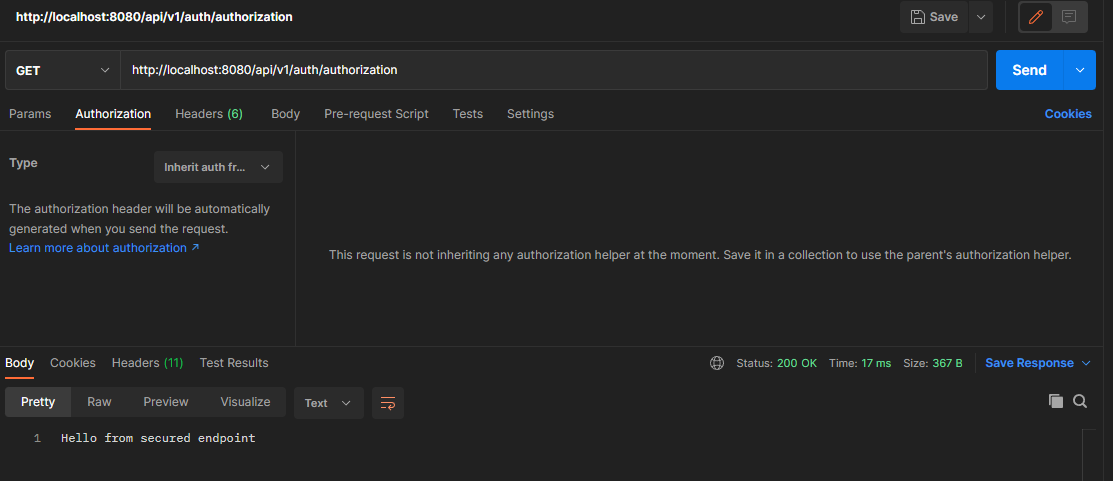 http://localhost:8080/api/v1/auth/authorization
Save
GET
http://localhost:8080/api/v1/auth/authorization
Send
Params Authorization Headers (6) Body Pre-request Script Tests Settings Cookies
Type
Inherit auth fr...
The authorization header will be automatically
generated when you send the request.
Learn more about authorization ↗
This request is not inheriting any authorization helper at the moment. Save it in a collection to use the parent's authorization helper.
Body Cookies Headers (11) Test Results Status: 200 OK Time: 17 ms Size: 367 B Save Response
Pretty Raw Preview Visualize Text
1 Hello from secured endpoint